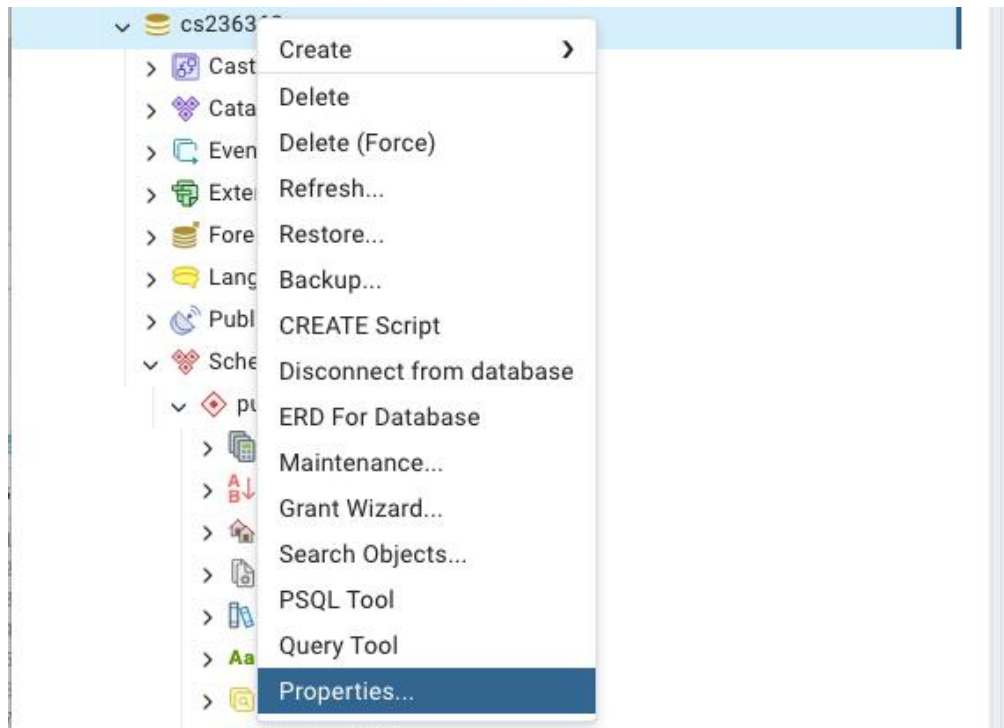 cs236363
Create
Cast
Delete
Cata
Delete (Force)
Even
Refresh...
Exte
Restore...
Fore
Backup...
Lang
CREATE Script
Publ
Disconnect from database
Sche
ERD For Database
pu
Maintenance...
Grant Wizard...
Search Objects...
PSQL Tool
Query Tool
Aa
Properties...